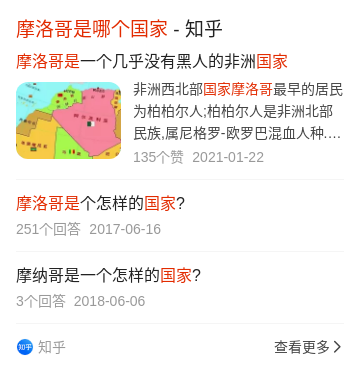 摩洛哥是哪个国家 - 知乎
摩洛哥是一个几乎没有黑人的非洲国家
非洲西北部国家摩洛哥最早的居民
为柏柏尔人;柏柏尔人是非洲北部
民族,属尼格罗-欧罗巴混血人种.…
135个赞 2021-01-22
摩洛哥是个怎样的国家?
251个回答 2017-06-16
摩纳哥是一个怎样的国家?
3个回答 2018-06-06
知乎 知乎
查看更多